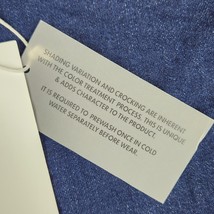 SHADING VARIATION AND CROCKING ARE INHERENT
WITH THE COLOR TREATMENT PROCESS. THIS IS UNIQUE
& ADDS CHARACTER TO THE PRODUCT.
IT IS REQUIRED TO PREWASH ONCE IN COLD
WATER SEPARATELY BEFORE WEAR.